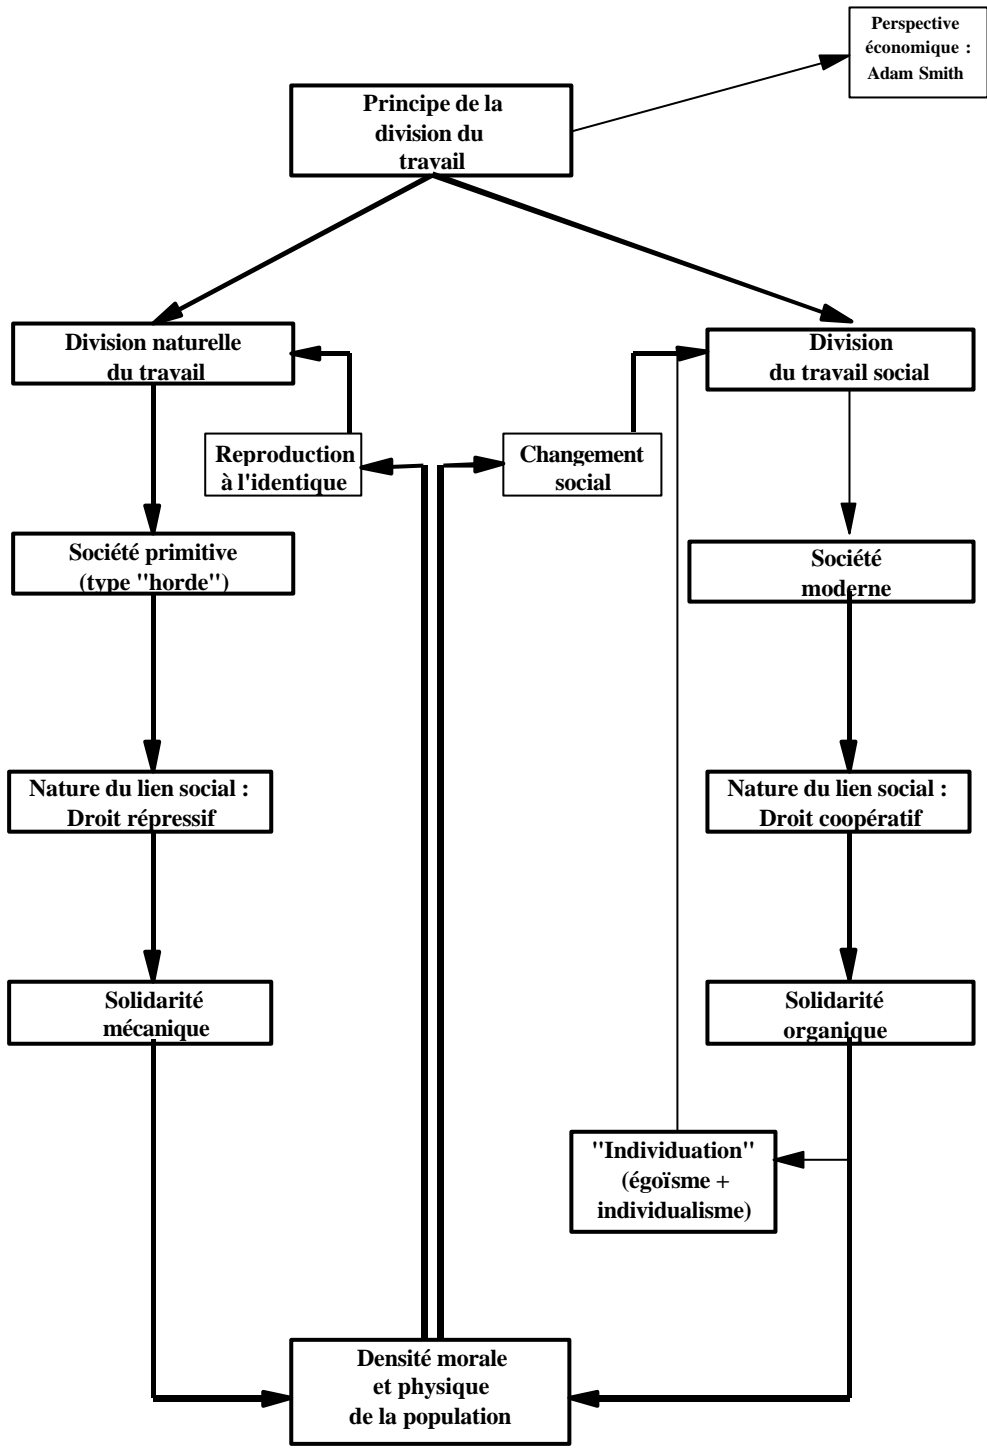 Perspective
économique :
Adam Smith
Principe de la
division du
travail
Division naturelle
du travail
Division
du travail social
Reproduction
à l'identique
Changement
social
Société primitive
(type "horde")
Société
moderne
Nature du lien social :
Droit répressif
Nature du lien social :
Droit coopératif
Solidarité
mécanique
Solidarité
organique
"Individuation"
(égoïsme +
individualisme)
Densité morale
et physique
de la population